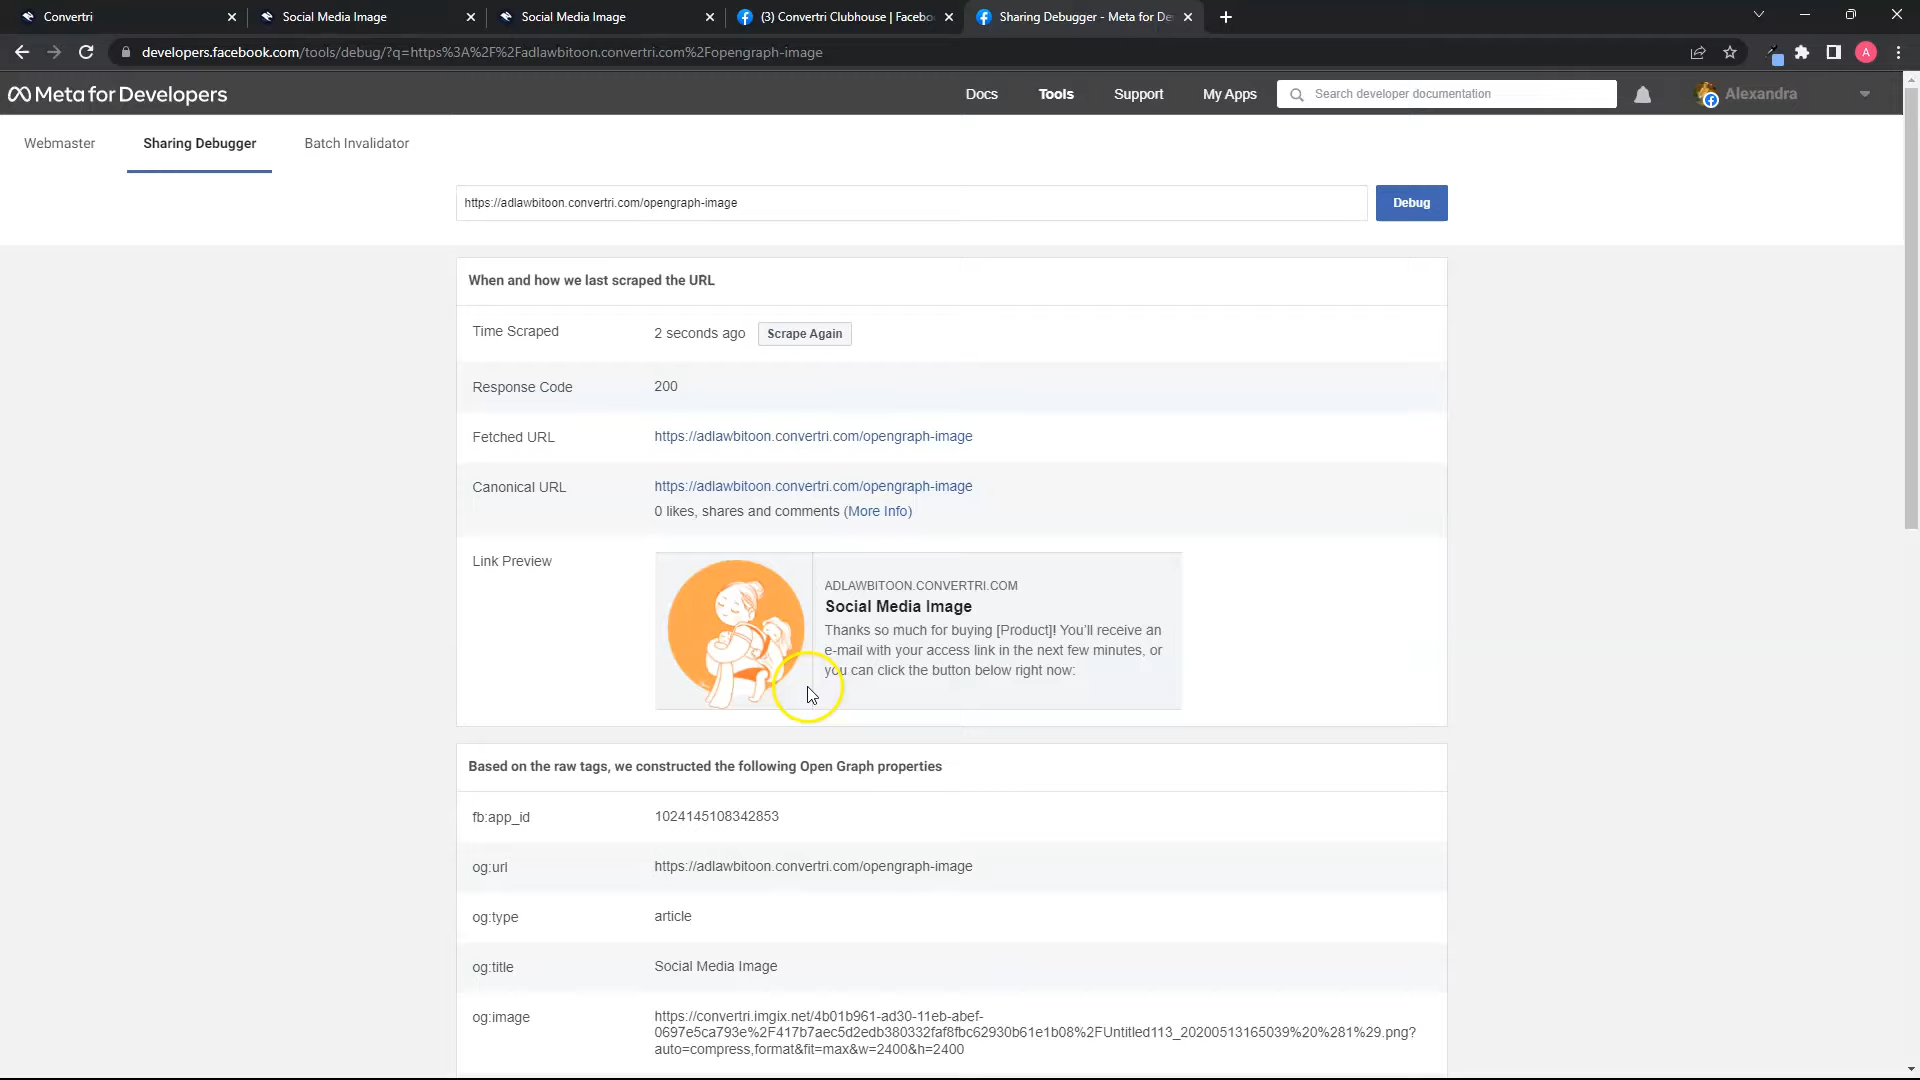 Convertri
Social Media Image
Social Media Image
(3) Convertri Clubhouse | Facebo
Sharing Debugger - Meta for De
developers.facebook.com/tools/debug/?q=https%3A%2F%2Fadlawbitoon.convertri.com%2Fopengraph-image
A
Meta for Developers
Docs
Tools
Support
My Apps
Search developer documentation
Alexandra
Webmaster
Sharing Debugger
Batch Invalidator
https://adlawbitoon.convertri.com/opengraph-image
Debug
When and how we last scraped the URL
Time Scraped
2 seconds ago
Scrape Again
Response Code
200
Fetched URL
https://adlawbitoon.convertri.com/opengraph-image
Canonical URL
https://adlawbitoon.convertri.com/opengraph-image
0 likes, shares and comments (More Info)
Link Preview
ADLAWBITOON.CONVERTRI.COM
Social Media Image
Thanks so much for buying [Product]! You'll receive an
e-mail with your access link in the next few minutes, or
you can click the button below right now:
Based on the raw tags, we constructed the following Open Graph properties
fb:app_id
1024145108342853
og:url
https://adlawbitoon.convertri.com/opengraph-image
og:type
article
og:title
Social Media Image
og:image
https://convertri.imgix.net/4b01b961-ad30-11eb-abef-
0697e5ca793e%2F417b7aec5d2edb380332faf8fbc62930b61e1b08%2FUntitled113_20200513165039%20%281%29.png?
auto=compress,format&fit=max&w=2400&h=2400